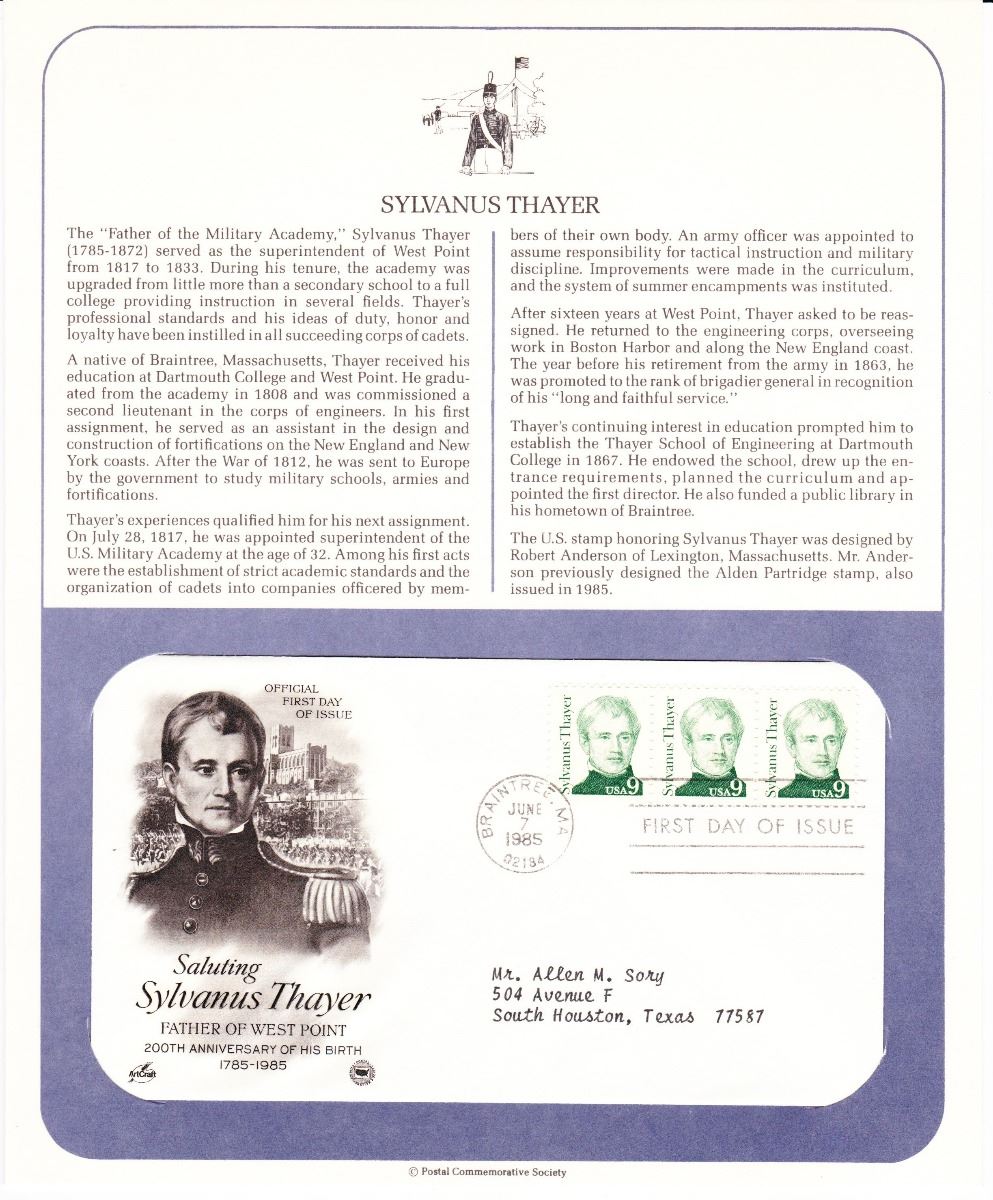 SYLVANUS THAYER
The "Father of the Military Academy," Sylvanus Thayer
(1785-1872) served as the superintendent of West Point
from 1817 to 1833. During his tenure, the academy was
upgraded from little more than a secondary school to a full
college providing instruction in several fields. Thayer's
professional standards and his ideas of duty, honor and
loyalty have been instilled in all succeeding corps of cadets.
A native of Braintree, Massachusetts, Thayer received his
education at Dartmouth College and West Point. He gradu-
ated from the academy in 1808 and was commissioned a
second lieutenant in the corps of engineers. In his first
assignment, he served as an assistant in the design and
construction of fortifications on the New England and New
York coasts. After the War of 1812, he was sent to Europe
by the government to study military schools, armies and
fortifications.
Thayer's experiences qualified him for his next assignment.
On July 28, 1817, he was appointed superintendent of the
U.S. Military Academy at the age of 32. Among his first acts
were the establishment of strict academic standards and the
organization of cadets into companies officered by mem-
bers of their own body. An army officer was appointed to
assume responsibility for tactical instruction and military
discipline. Improvements were made in the curriculum,
and the system of summer encampments was instituted.
After sixteen years at West Point, Thayer asked to be reas-
signed. He returned to the engineering corps, overseeing
work in Boston Harbor and along the New England coast.
The year before his retirement from the army in 1863, he
was promoted to the rank of brigadier general in recognition
of his "long and faithful service."
Thayer's continuing interest in education prompted him to
establish the Thayer School of Engineering at Dartmouth
College in 1867. He endowed the school, drew up the en-
trance requirements, planned the curriculum and ap-
pointed the first director. He also funded a public library in
his hometown of Braintree.
The U.S. stamp honoring Sylvanus Thayer was designed by
Robert Anderson of Lexington, Massachusetts. Mr. Ander-
son previously designed the Alden Partridge stamp, also
issued in 1985.
OFFICIAL
FIRST DAY
OF ISSUE
Sylvanus Thayer
USA 9
Sylvanus Thayer
USA 9
Sylvanus Thayer
USA 9
BRAINTREE, MA
JUNE
7
1985
02184
FIRST DAY OF ISSUE
Saluting
Sylvanus Thayer
FATHER OF WEST POINT
200TH ANNIVERSARY OF HIS BIRTH
1785-1985
ArtCraft
Mr. Allen M. Sory
504 Avenue F
South Houston, Texas 77587
© Postal Commemorative Society